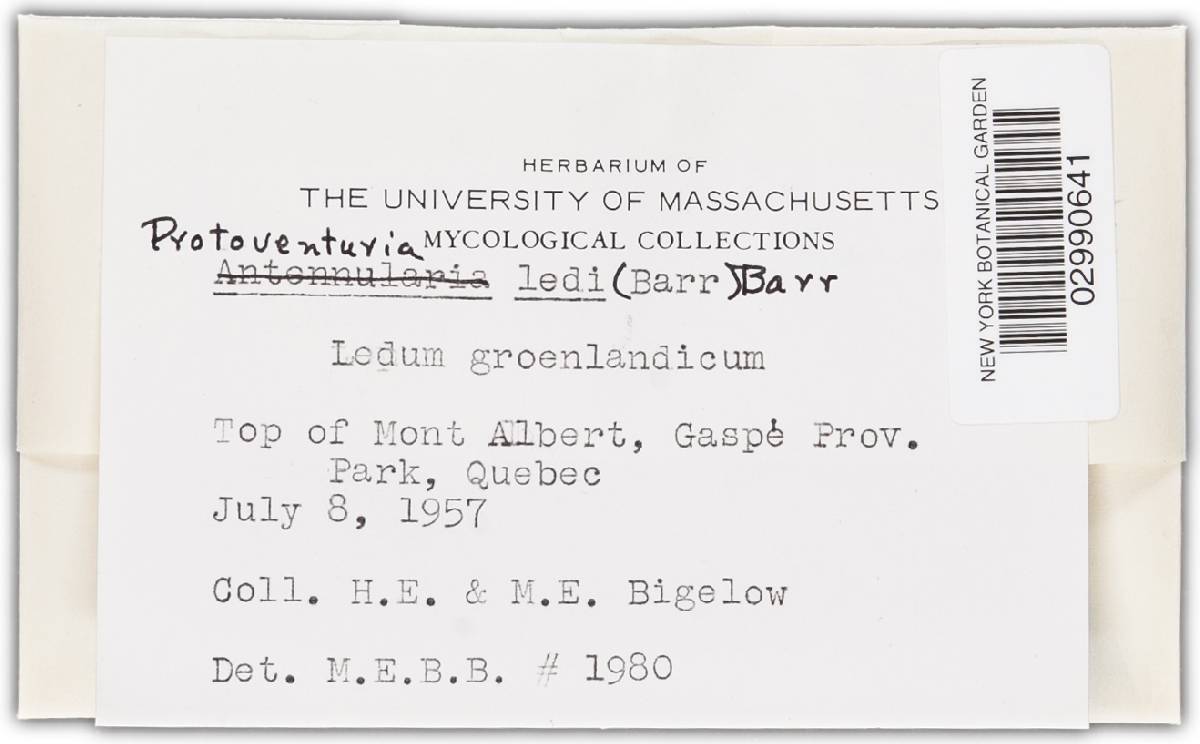 HERBARIUM OF
THE UNIVERSITY OF MASSACHUSETTS
Protoventuria MYCOLOGICAL COLLECTIONS
Antennularia ledi (Barr) Barr
Ledum groenlandicum
Top of Mont Albert, Gaspé Prov.
Park, Quebec
July 8, 1957
Coll. H.E. & M.E. Bigelow
Det. M.E.B.B. # 1980
NEW YORK BOTANICAL GARDEN
02990641